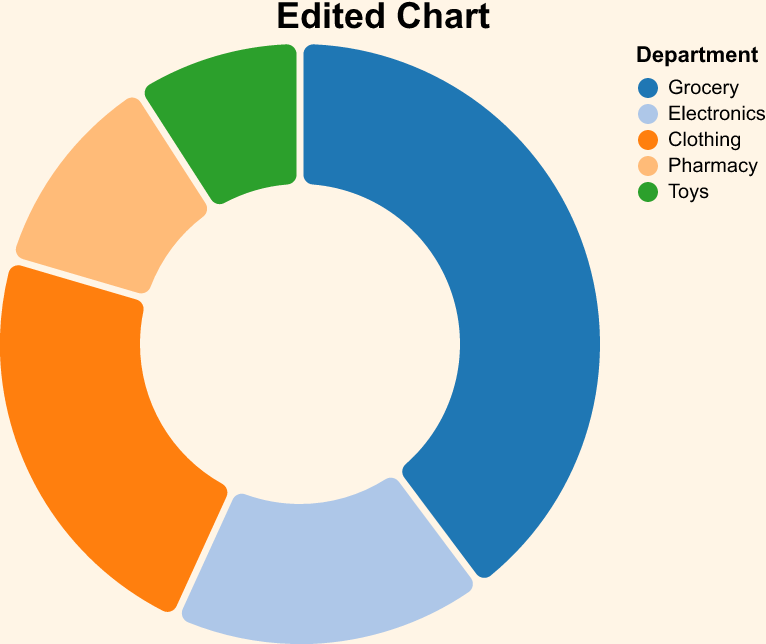 Edited Chart
Department
Grocery
Electronics
Clothing
Pharmacy
Toys